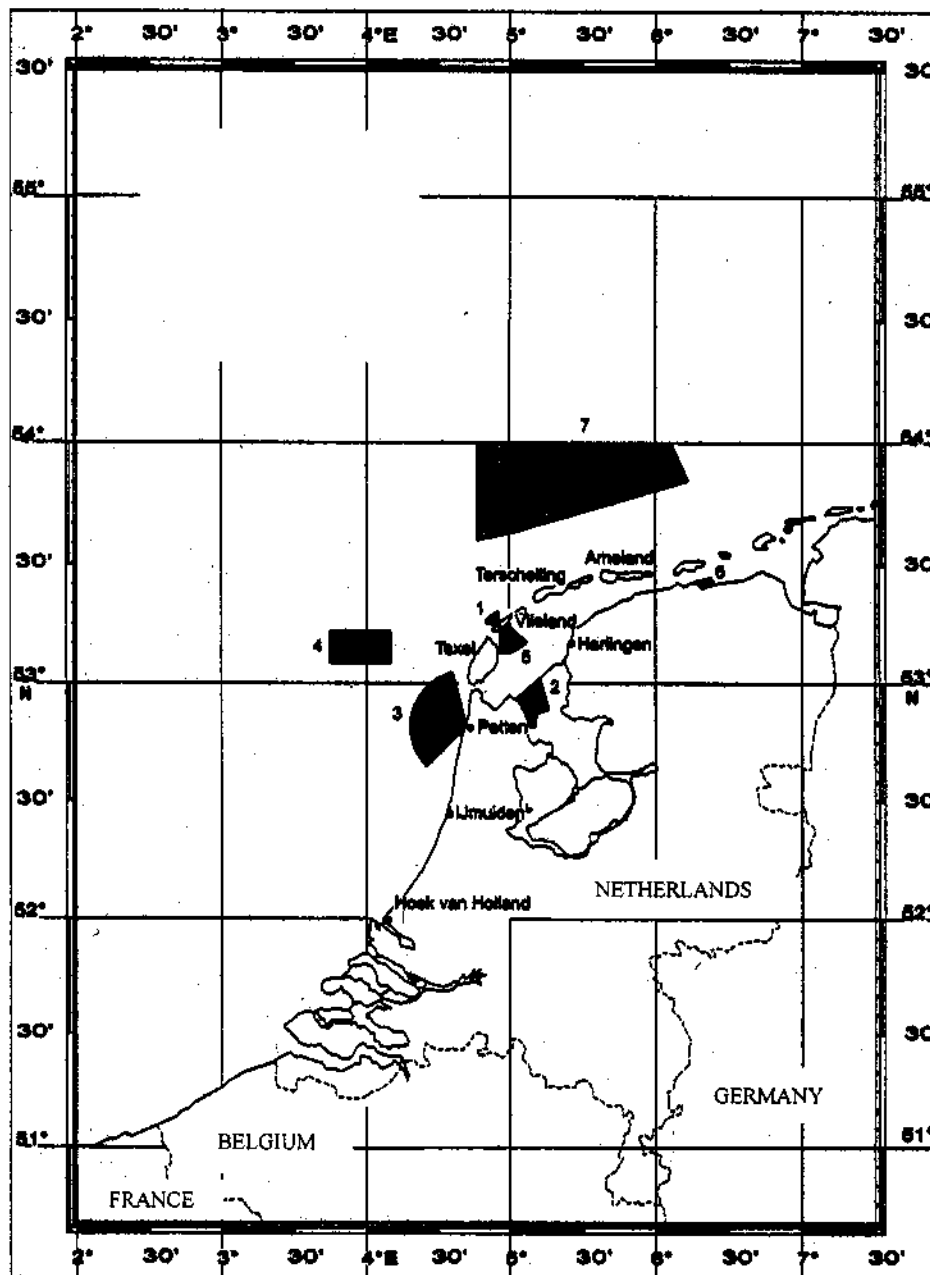 2° 30' 3° 30' 4°E 30' 5° 30' 6° 30' 7° 30'
30' 30
55° 55°
30' 30
7
54° 54°
30' 30
Ameland
Terschelling 6
1 Vlieland
4 Texel 5 Harlingen
53° 53°
N N
2
3 Petten
30' 30
IJmuiden
NETHERLANDS
Hoek van Holland
52° 52°
30' 30
GERMANY
BELGIUM
51° 51°
FRANCE
2° 30' 3° 30' 4°E 30' 5° 30' 6° 30' 7° 30'